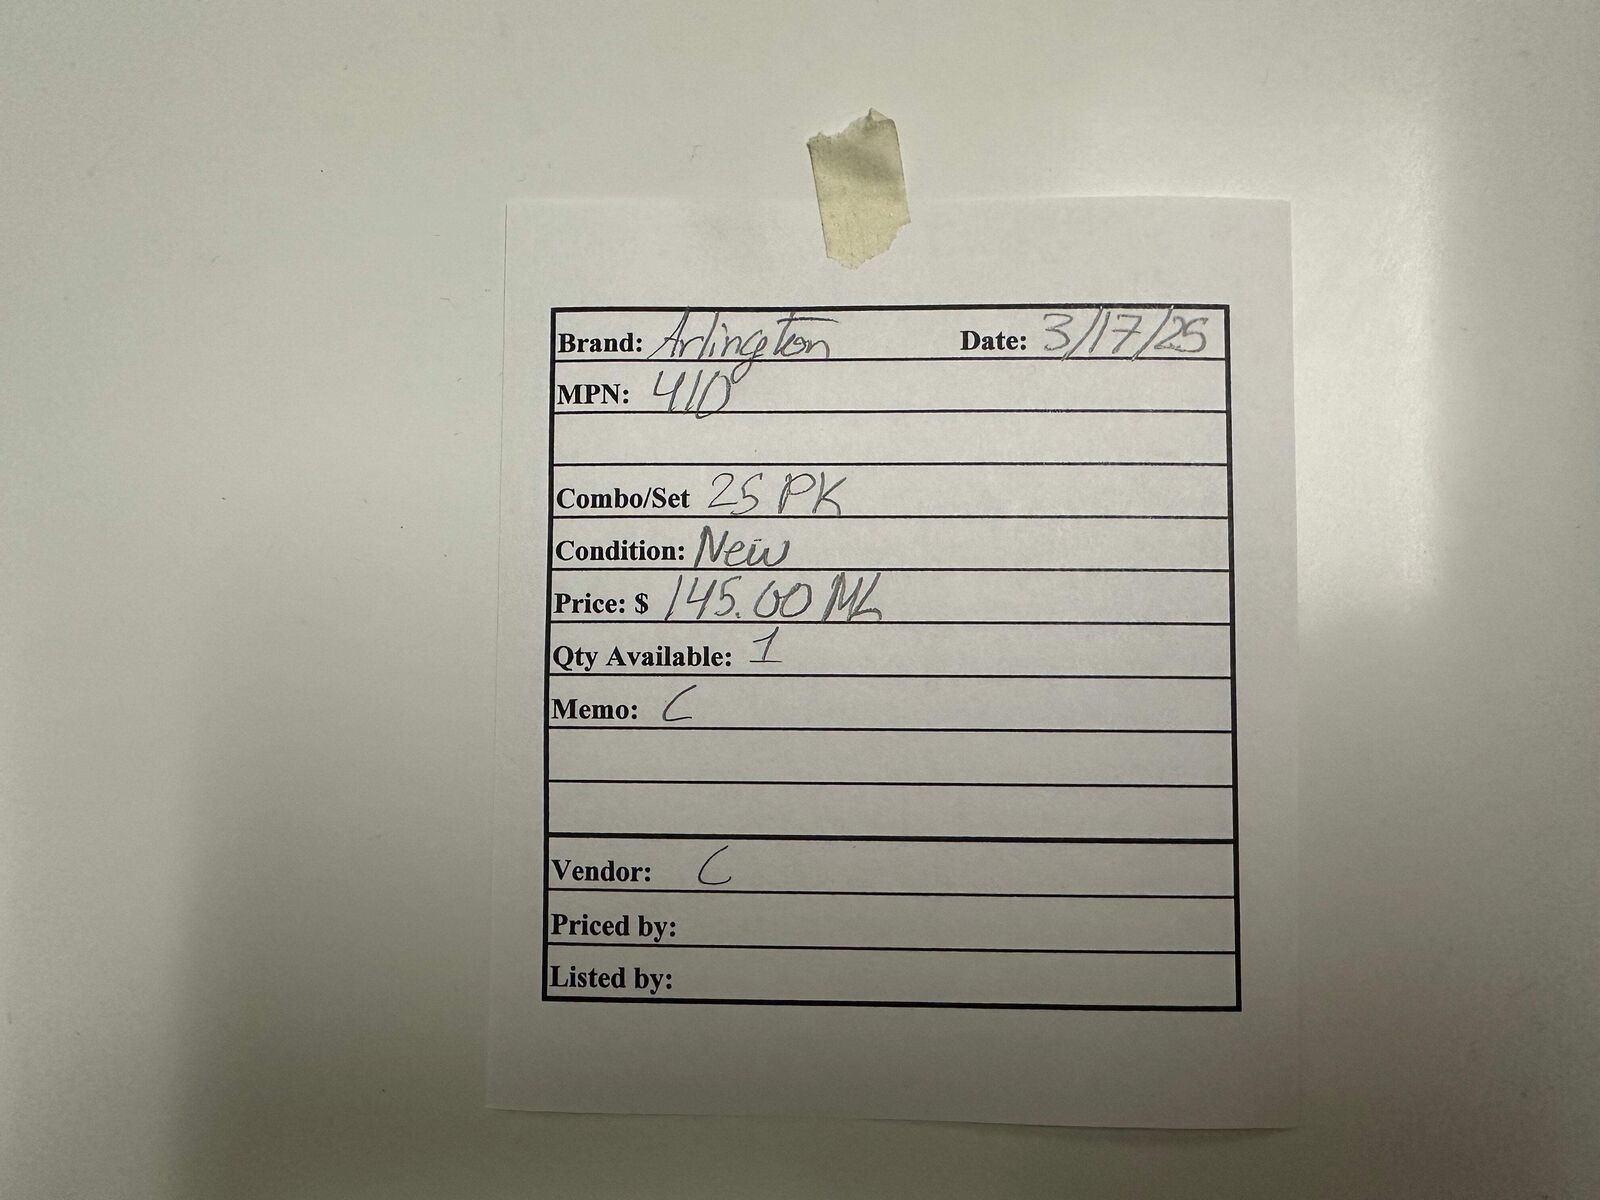 Brand: Arlington Date: 3/17/25
MPN: 410
Combo/Set 25 PK
Condition: New
Price: $ 145.00 ML
Qty Available: 1
Memo: C
Vendor: C
Priced by:
Listed by: